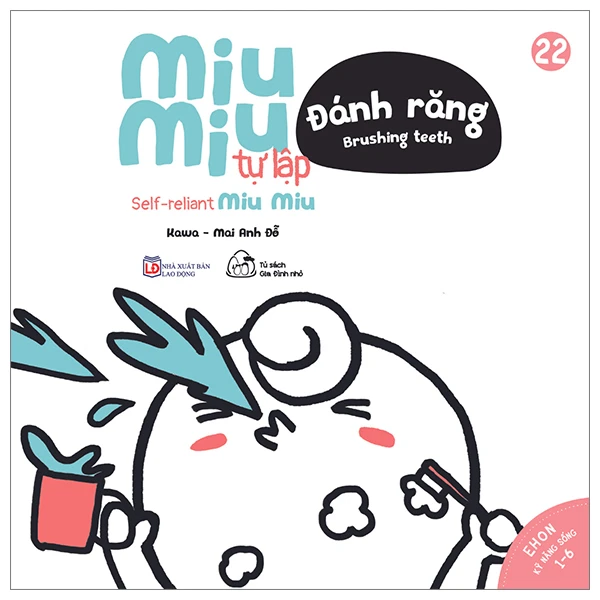 miu
miu
tự lập
Self-reliant Miu Miu
Đánh răng
Brushing teeth
22
Kawa - Mai Anh Đỗ
LĐ
NHÀ XUẤT BẢN
LAO ĐỘNG
Tủ sách
Gia Đình nhỏ
EHON
KỸ NĂNG SỐNG
1-6